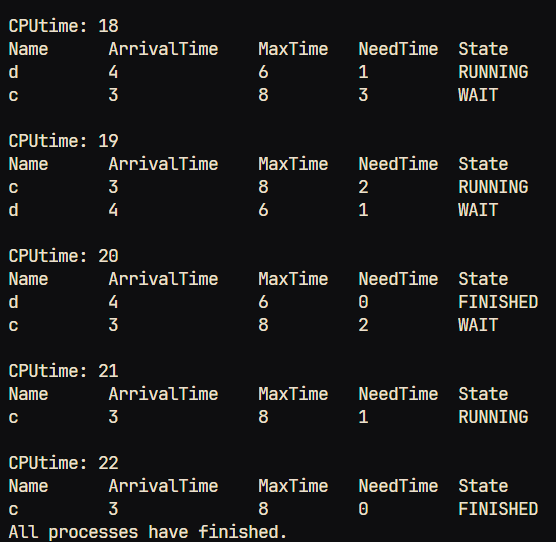 CPUtime: 18
Name ArrivalTime MaxTime NeedTime State
d 4 6 1 RUNNING
c 3 8 3 WAIT
CPUtime: 19
Name ArrivalTime MaxTime NeedTime State
c 3 8 2 RUNNING
d 4 6 1 WAIT
CPUtime: 20
Name ArrivalTime MaxTime NeedTime State
d 4 6 0 FINISHED
c 3 8 2 WAIT
CPUtime: 21
Name ArrivalTime MaxTime NeedTime State
c 3 8 1 RUNNING
CPUtime: 22
Name ArrivalTime MaxTime NeedTime State
c 3 8 0 FINISHED
All processes have finished.